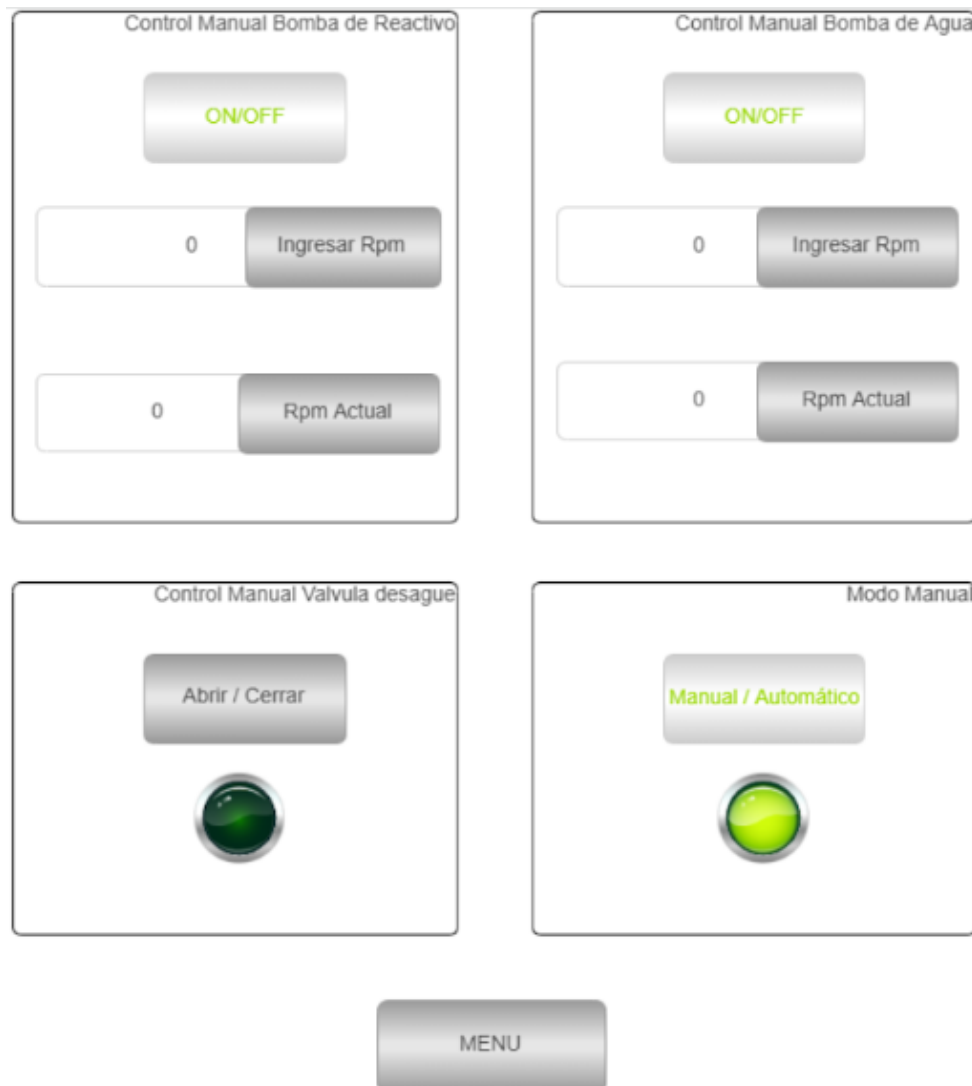 Control Manual Bomba de Reactivo
ON/OFF
0
Ingresar Rpm
0
Rpm Actual
Control Manual Bomba de Agua
ON/OFF
0
Ingresar Rpm
0
Rpm Actual
Control Manual Valvula desague
Abrir / Cerrar
Modo Manual
Manual / Automático
MENU